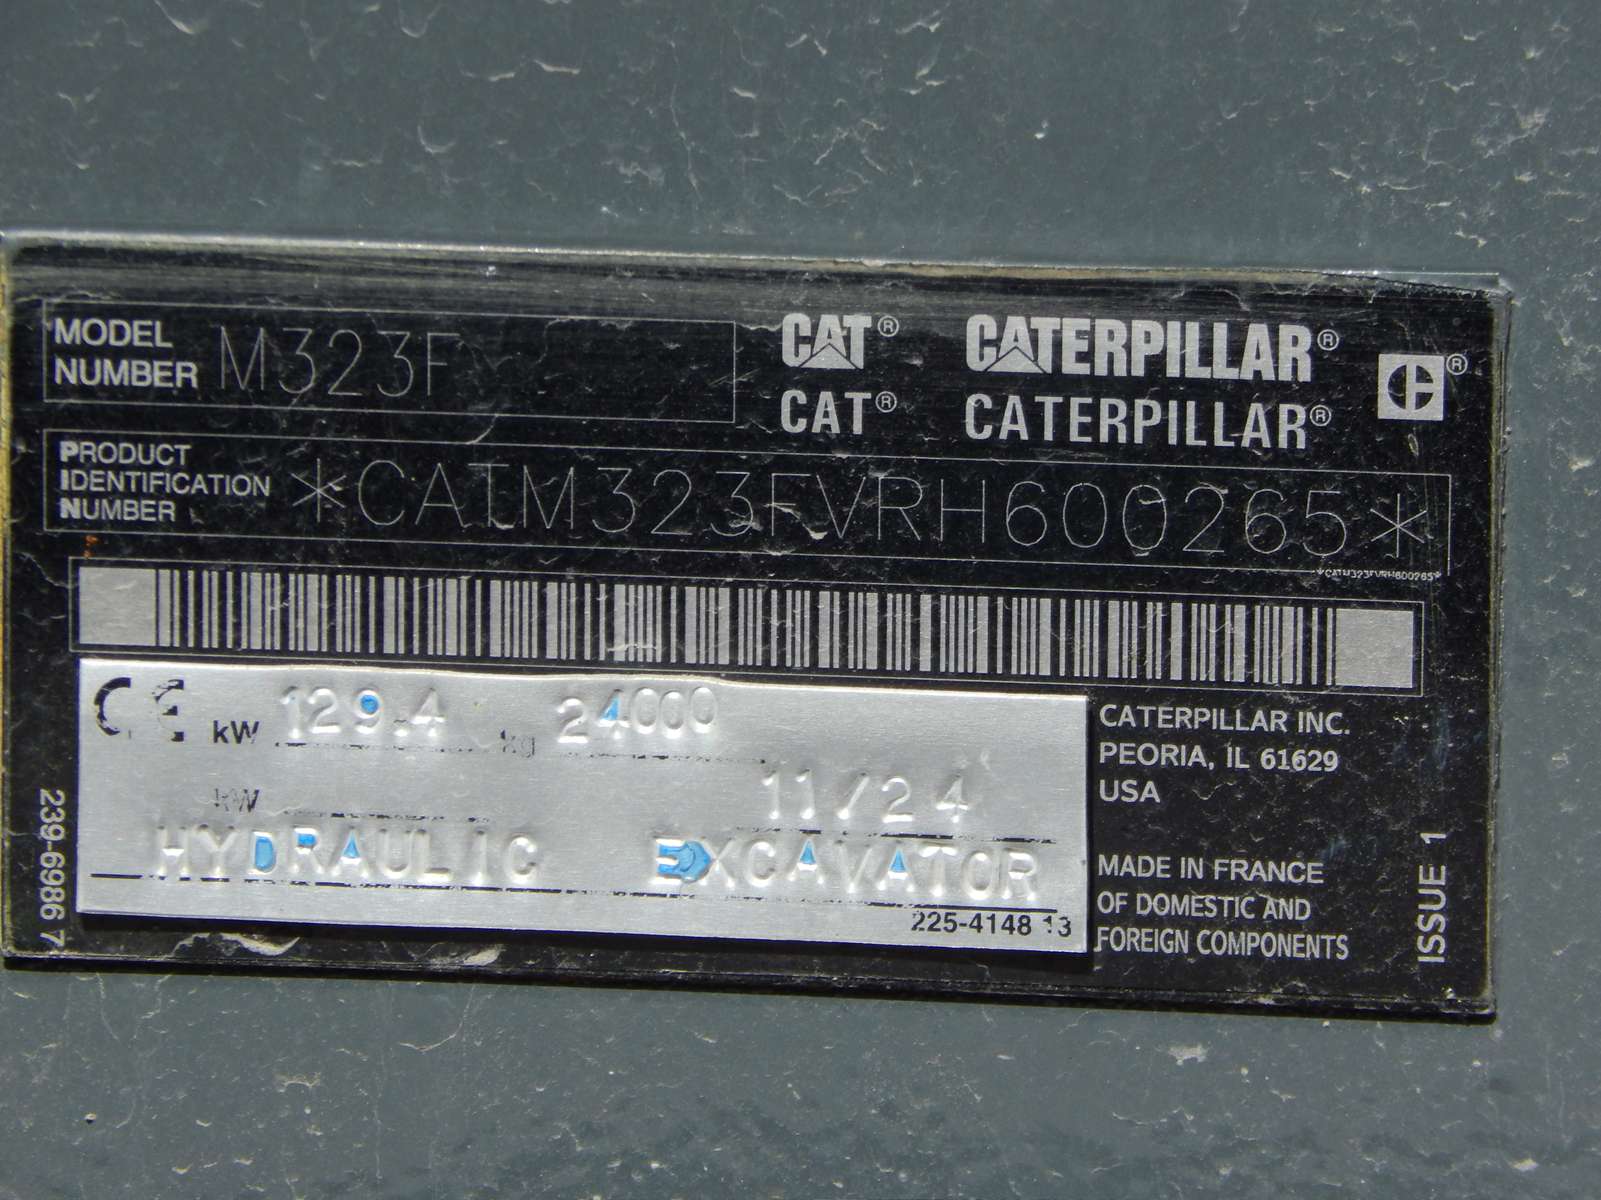 MODEL NUMBER M323F
CAT® CATERPILLAR®
CAT® CATERPILLAR®
PRODUCT IDENTIFICATION NUMBER *CATM323FVRH600265*
*CATM323FVRH600265*
CE kW 129.4 kg 24000
kW 11/24
HYDRAULIC EXCAVATOR
225-4148 13
CATERPILLAR INC.
PEORIA, IL 61629
USA
MADE IN FRANCE
OF DOMESTIC AND
FOREIGN COMPONENTS
239-6986 7
ISSUE 1